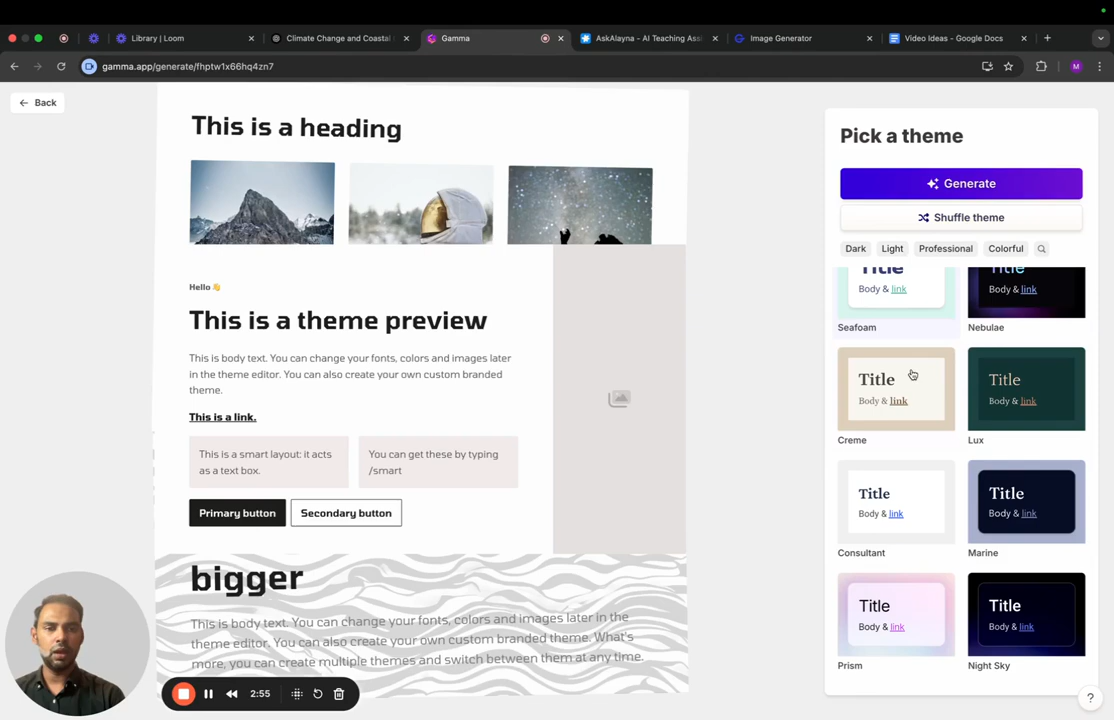 Library | Loom
Climate Change and Coastal
Gamma
AskAlayna - AI Teaching Ass
Image Generator
Video Ideas - Google Docs
gamma.app/generate/fhptw1x66hq4zn7
M
Back
This is a heading
Hello 👋
This is a theme preview
This is body text. You can change your fonts, colors and images later
in the theme editor. You can also create your own custom branded
theme.
This is a link.
This is a smart layout: it acts
as a text box.
You can get these by typing
/smart
Primary button
Secondary button
bigger
This is body text. You can change your fonts, colors and images later in the
theme editor. You can also create your own custom branded theme. What's
more, you can create multiple themes and switch between them at any time.
2:55
Pick a theme
Generate
Shuffle theme
Dark
Light
Professional
Colorful
Title
Body & link
Seafoam
Title
Body & link
Nebulae
Title
Body & link
Creme
Title
Body & link
Lux
Title
Body & link
Consultant
Title
Body & link
Marine
Title
Body & link
Prism
Title
Body & link
Night Sky
?